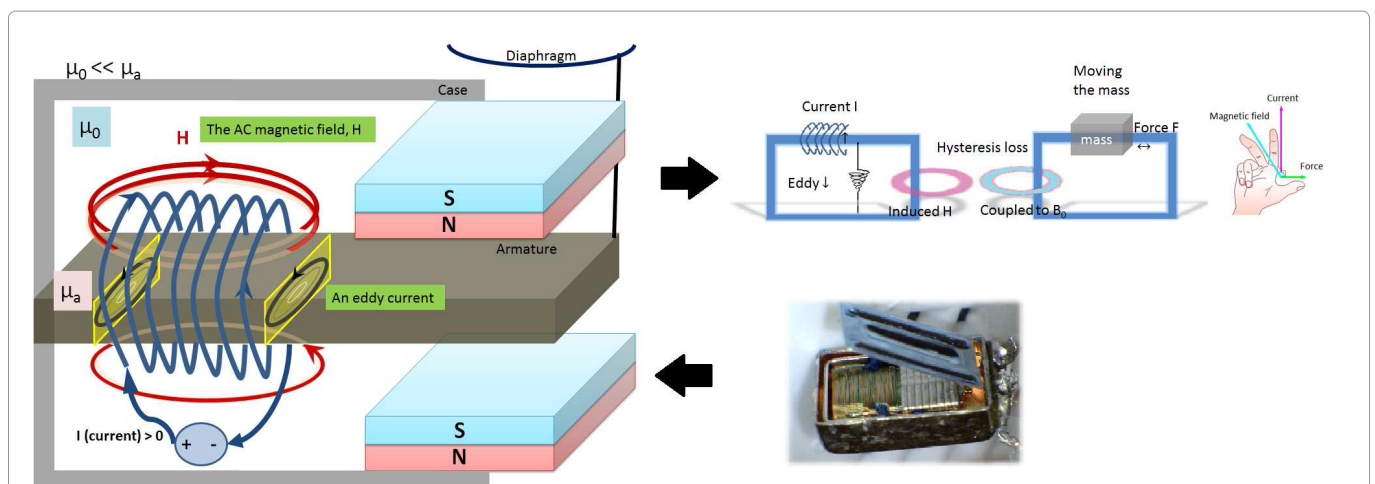 μ₀ << μₐ
Diaphragm
Case
μ₀
H
The AC magnetic field, H
S
N
Armature
μₐ
An eddy current
S
N
I (current) > 0
+ -
Current I
Eddy↓
Induced H
Hysteresis loss
Coupled to B₀
Moving
the mass
mass
Force F
↔
Current
Magnetic field
Force